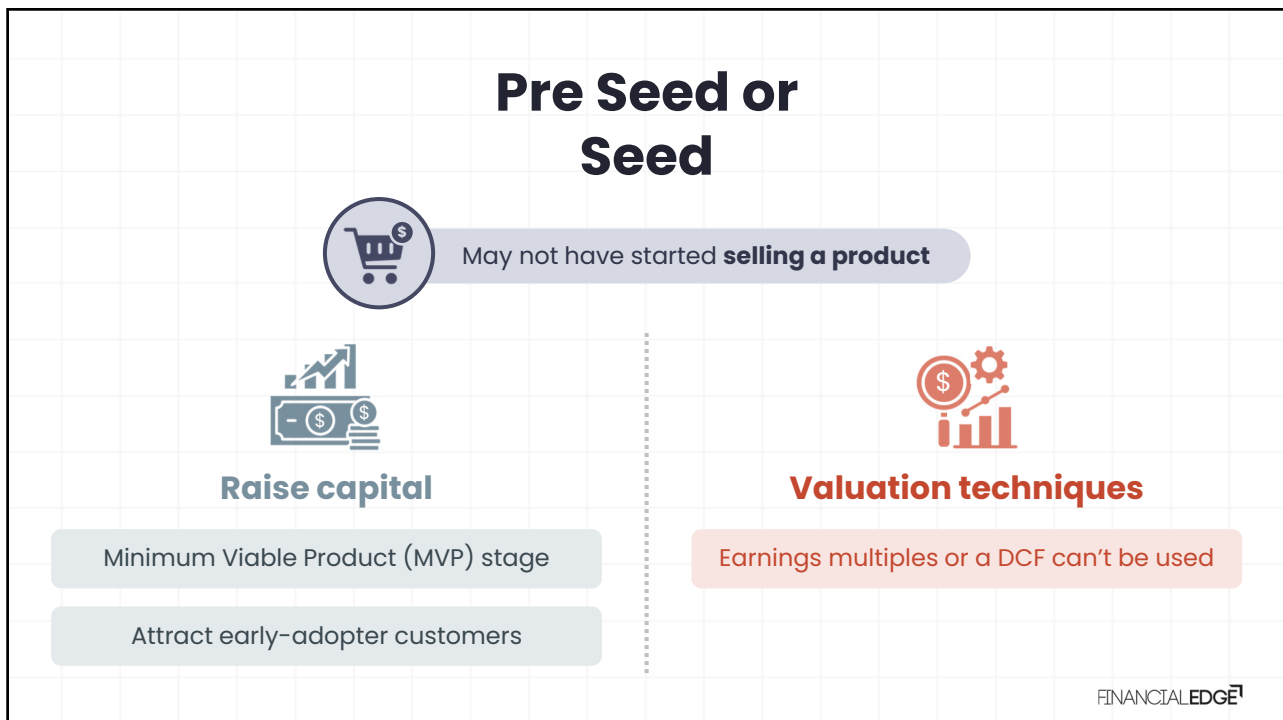 Pre Seed or
Seed
$
May not have started selling a product
$
$
Raise capital
Minimum Viable Product (MVP) stage
Attract early-adopter customers
$
Valuation techniques
Earnings multiples or a DCF can't be used
FINANCIALEDGE